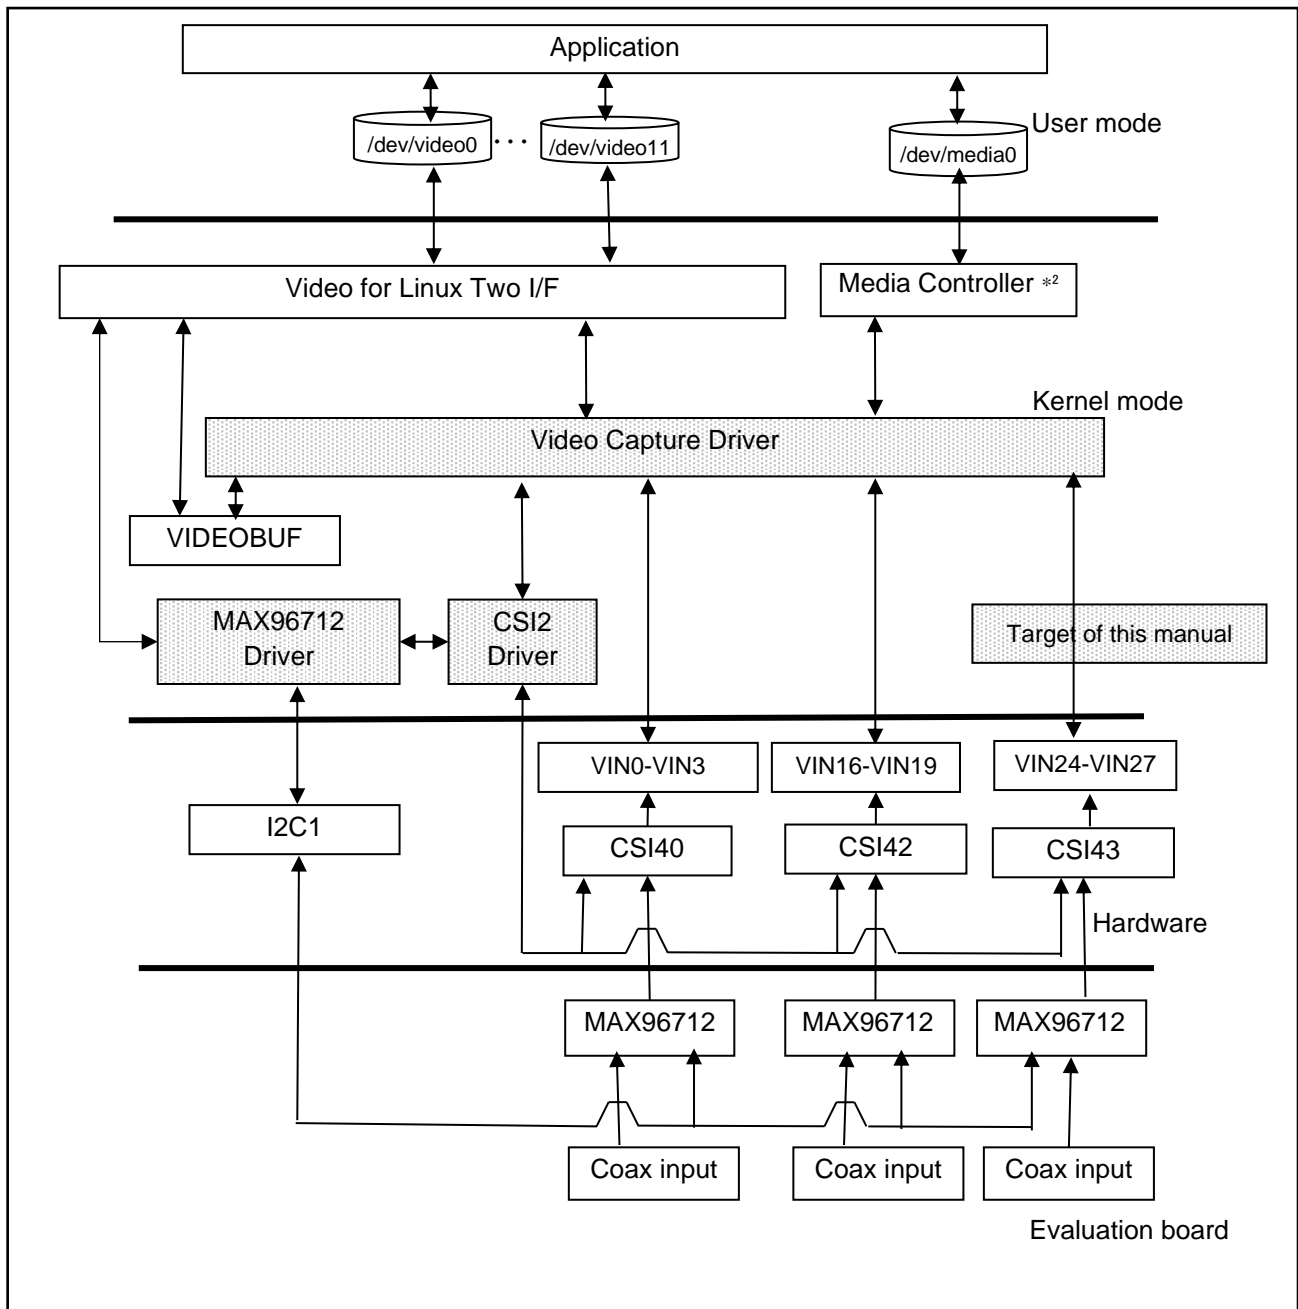 Application
User mode
/dev/video0
...
/dev/video11
/dev/media0
Video for Linux Two I/F
Media Controller *2
Kernel mode
Video Capture Driver
VIDEOBUF
MAX96712
Driver
CSI2
Driver
Target of this manual
VIN0-VIN3
VIN16-VIN19
VIN24-VIN27
I2C1
CSI40
CSI42
CSI43
Hardware
MAX96712
MAX96712
MAX96712
Coax input
Coax input
Coax input
Evaluation board